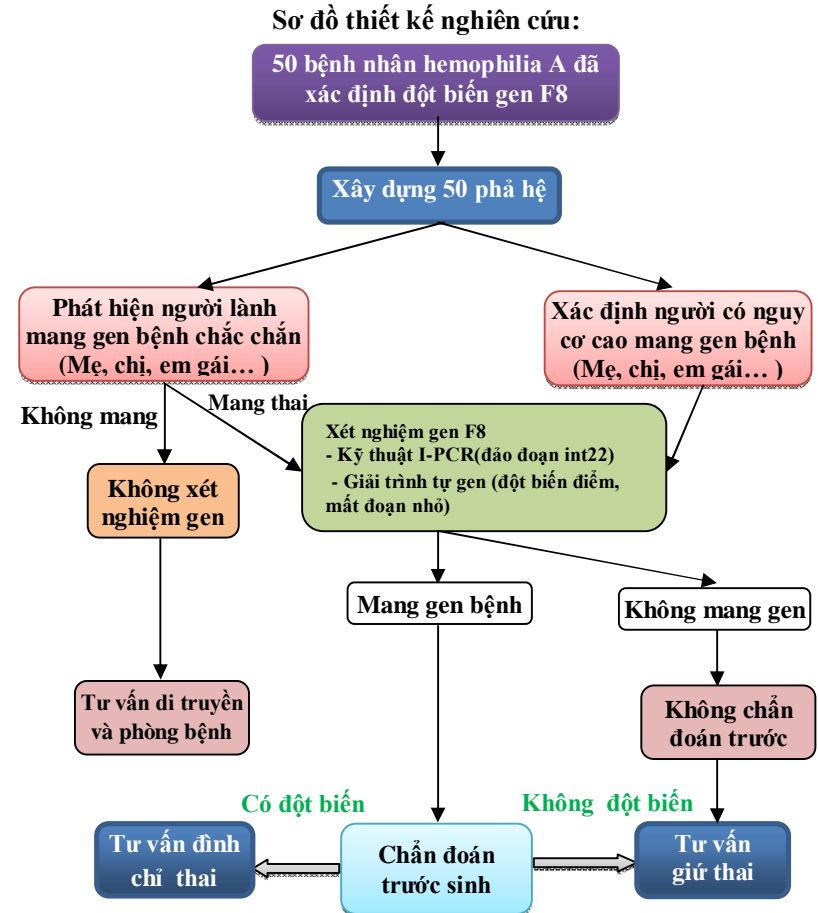 Sơ đồ thiết kế nghiên cứu:
50 bệnh nhân hemophilia A đã
xác định đột biến gen F8
Xây dựng 50 phả hệ
Phát hiện người lành
mang gen bệnh chắc chắn
(Mẹ, chị, em gái… )
Xác định người có nguy
cơ cao mang gen bệnh
(Mẹ, chị, em gái… )
Không mang
Mang thai
Xét nghiệm gen F8
- Kỹ thuật I-PCR(đảo đoạn int22)
- Giải trình tự gen (đột biến điểm,
mất đoạn nhỏ)
Không xét
nghiệm gen
Mang gen bệnh
Không mang gen
Tư vấn di truyền
và phòng bệnh
Không chẩn
đoán trước
Có đột biến
Không đột biến
Tư vấn đình
chỉ thai
Chẩn đoán
trước sinh
Tư vấn
giứ thai